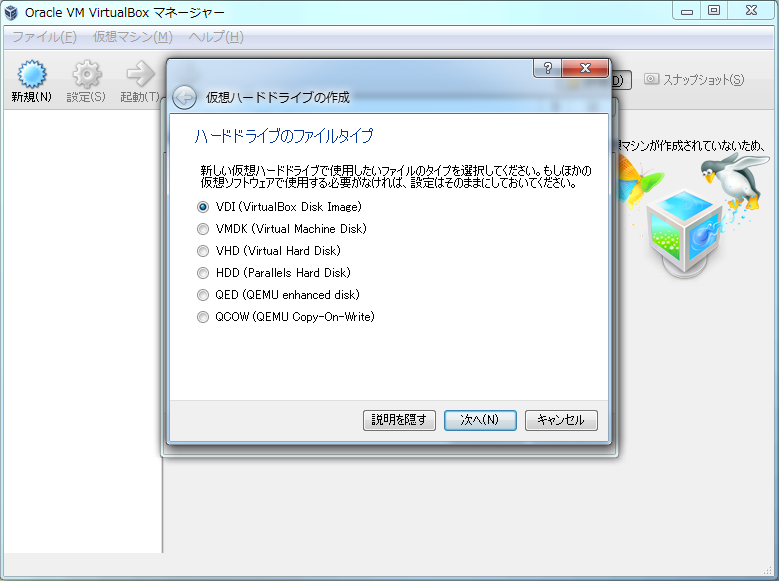 Oracle VM VirtualBox マネージャー
ファイル(F) 仮想マシン(M) ヘルプ(H)
新規(N) 設定(S) 起動(T)
D) スナップショット(S)
仮想ハードドライブの作成
ハードドライブのファイルタイプ
マシンが作成されていないため、
新しい仮想ハードドライブで使用したいファイルのタイプを選択してください。もしほかの
仮想ソフトウェアで使用する必要がなければ、設定はそのままにしておいてください。
VDI (VirtualBox Disk Image)
VMDK (Virtual Machine Disk)
VHD (Virtual Hard Disk)
HDD (Parallels Hard Disk)
QED (QEMU enhanced disk)
QCOW (QEMU Copy-On-Write)
説明を隠す 次へ(N) キャンセル